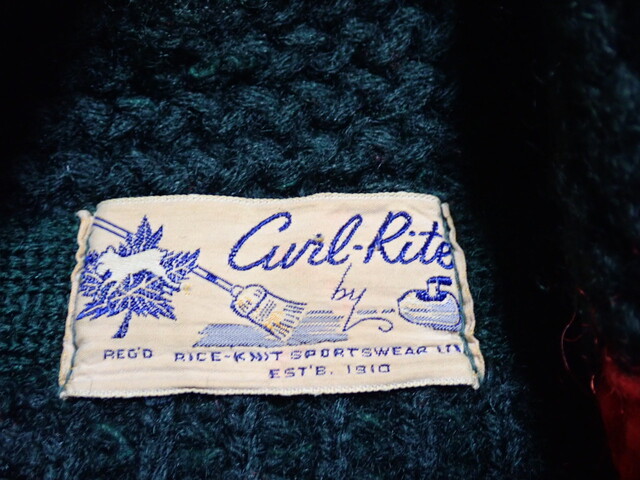 Curl-Rite
by
REG'D RICE-KNIT SPORTSWEAR LTD
EST'B. 1910